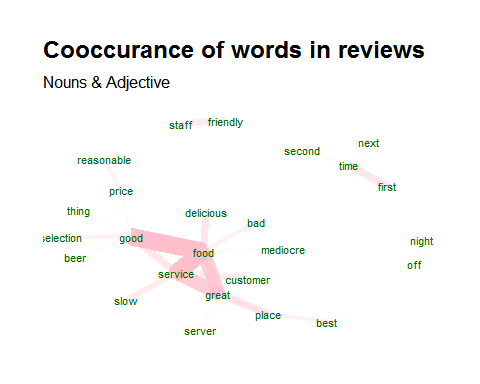 Cooccurance of words in reviews
Nouns & Adjective
staff friendly
next
second
reasonable
time
first
price
thing
delicious
bad
selection good
night
food mediocre
beer
off
service
customer
slow
great
place
best
server